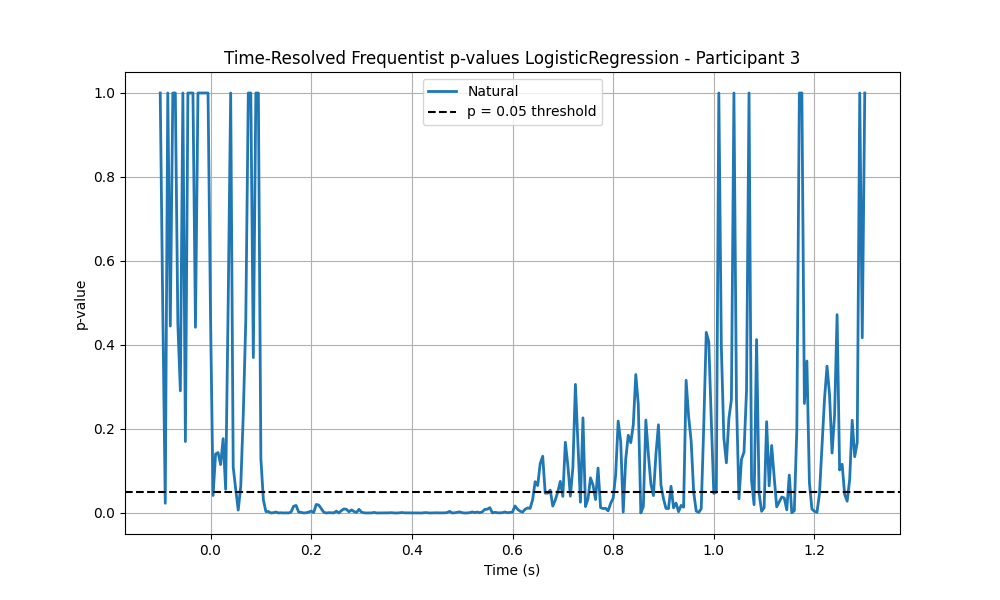 Time-Resolved Frequentist p-values LogisticRegression - Participant 3
Natural
p = 0.05 threshold
1.0
0.8
0.6
0.4
0.2
0.0
p-value
0.0 0.2 0.4 0.6 0.8 1.0 1.2
Time (s)